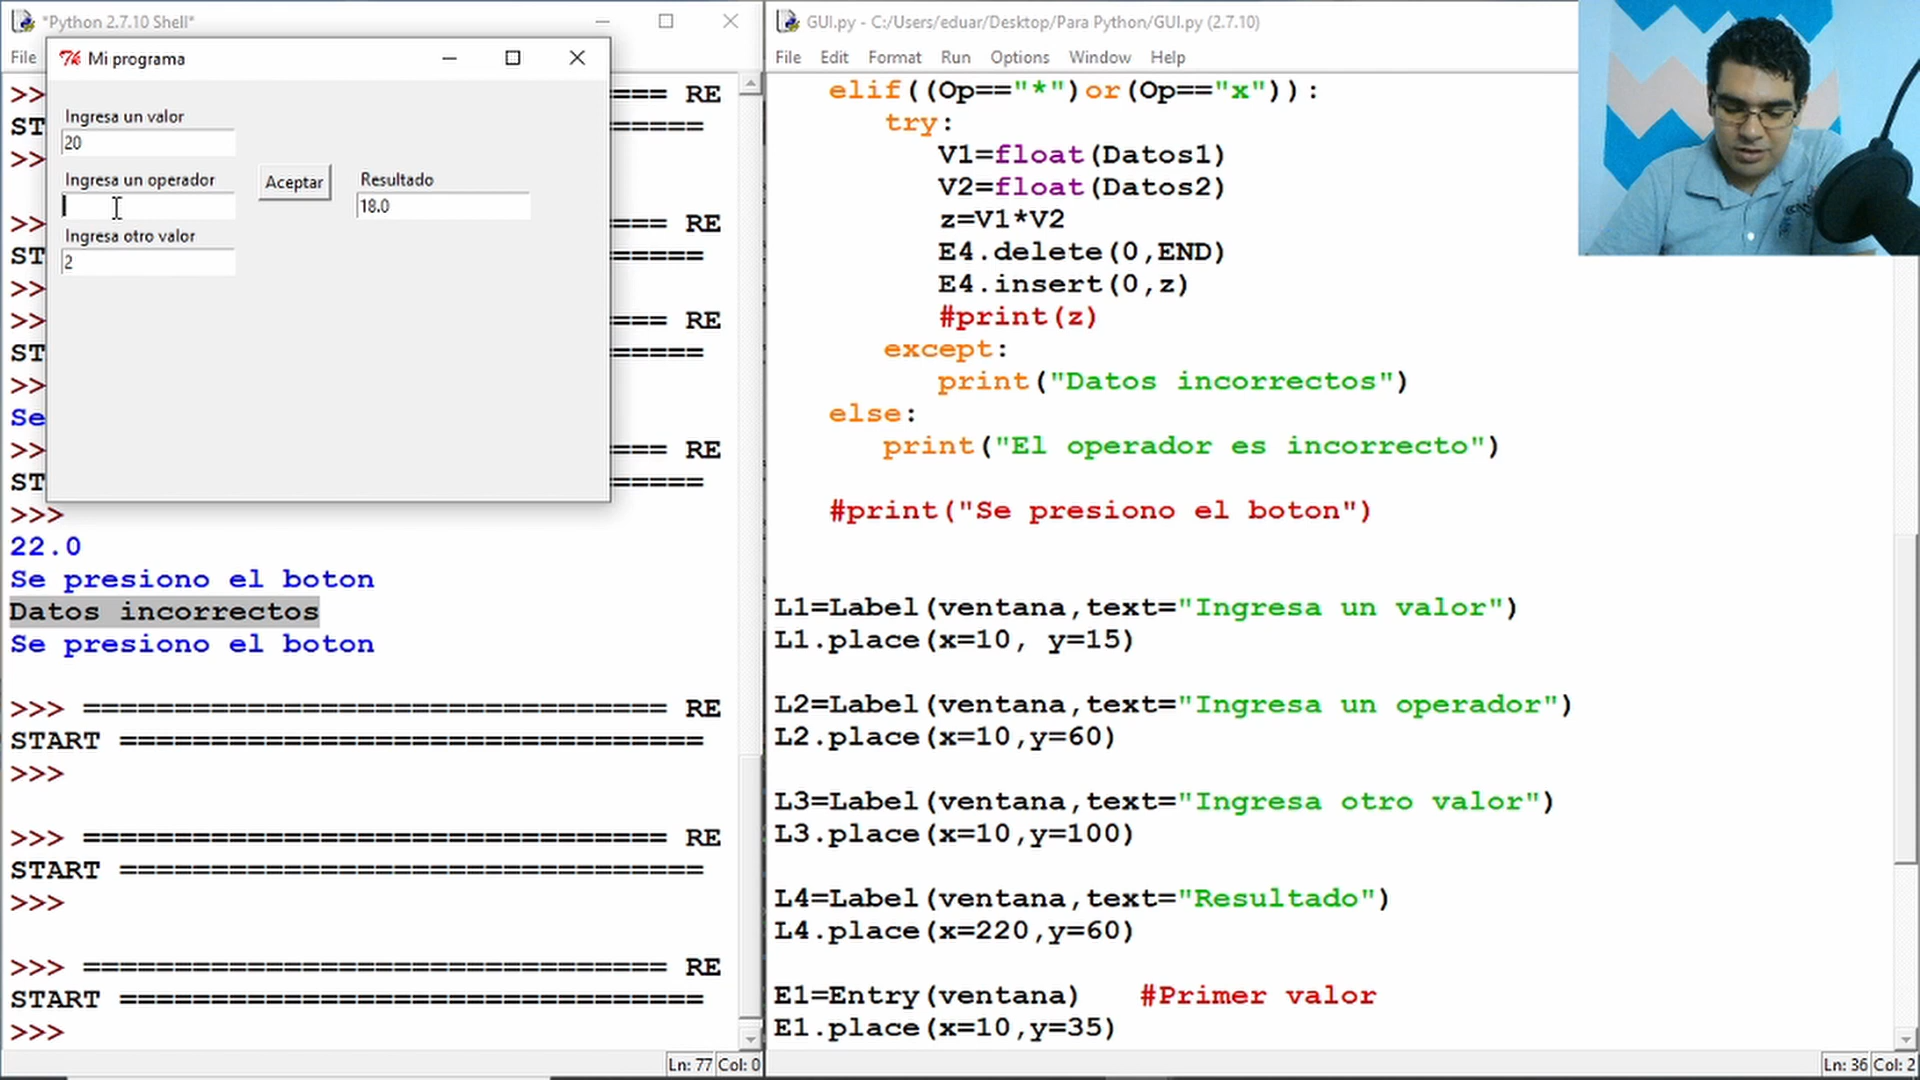 *Python 2.7.10 Shell*
File
Mi programa
Ingresa un valor
20
Ingresa un operador
Aceptar
Resultado
18.0
Ingresa otro valor
2
>> === RE
ST =====
>>
>> === RE
ST =====
>>
>> === RE
ST =====
>>
Se
>> === RE
ST =====
>>>
22.0
Se presiono el boton
Datos incorrectos
Se presiono el boton
>>> ================================ RE
START ================================
>>>
>>> ================================ RE
START ================================
>>>
>>> ================================ RE
START ================================
>>>
Ln: 77 Col: 0
GUI.py - C:/Users/eduar/Desktop/Para Python/GUI.py (2.7.10)
File Edit Format Run Options Window Help
elif((Op=="*")or(Op=="x")):
try:
V1=float(Datos1)
V2=float(Datos2)
z=V1*V2
E4.delete(0,END)
E4.insert(0,z)
#print(z)
except:
print("Datos incorrectos")
else:
print("El operador es incorrecto")
#print("Se presiono el boton")
L1=Label(ventana,text="Ingresa un valor")
L1.place(x=10, y=15)
L2=Label(ventana,text="Ingresa un operador")
L2.place(x=10,y=60)
L3=Label(ventana,text="Ingresa otro valor")
L3.place(x=10,y=100)
L4=Label(ventana,text="Resultado")
L4.place(x=220,y=60)
E1=Entry(ventana) #Primer valor
E1.place(x=10,y=35)
Ln: 36 Col: 2